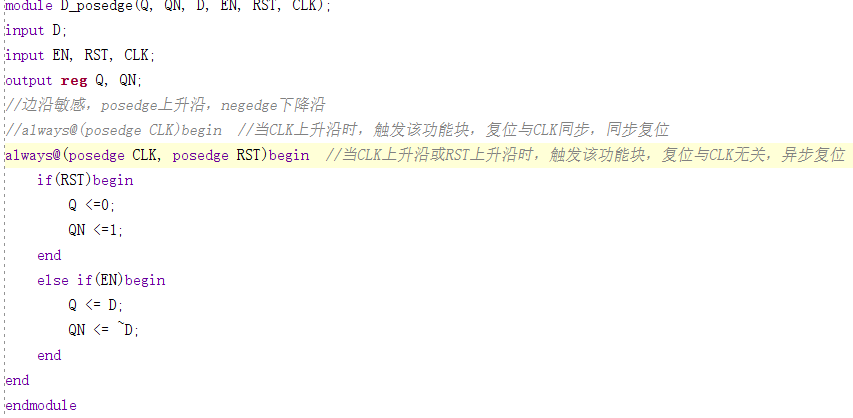 module D_posedge(Q, QN, D, EN, RST, CLK);
input D;
input EN, RST, CLK;
output reg Q, QN;
//边沿敏感，posedge上升沿，negedge下降沿
//always@(posedge CLK)begin  //当CLK上升沿时，触发该功能块，复位与CLK同步，同步复位
always@(posedge CLK, posedge RST)begin  //当CLK上升沿或RST上升沿时，触发该功能块，复位与CLK无关，异步复位
    if(RST)begin
        Q <=0;
        QN <=1;
    end
    else if(EN)begin
        Q <= D;
        QN <= ~D;
    end
end
endmodule